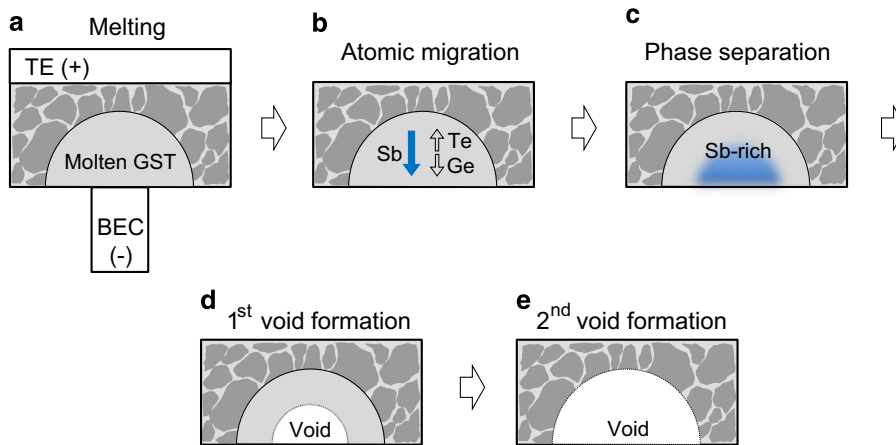 a
Melting
TE (+)
Molten GST
BEC
(-)
b
Atomic migration
Sb
Te
Ge
c
Phase separation
Sb-rich
d
1st void formation
Void
e
2nd void formation
Void